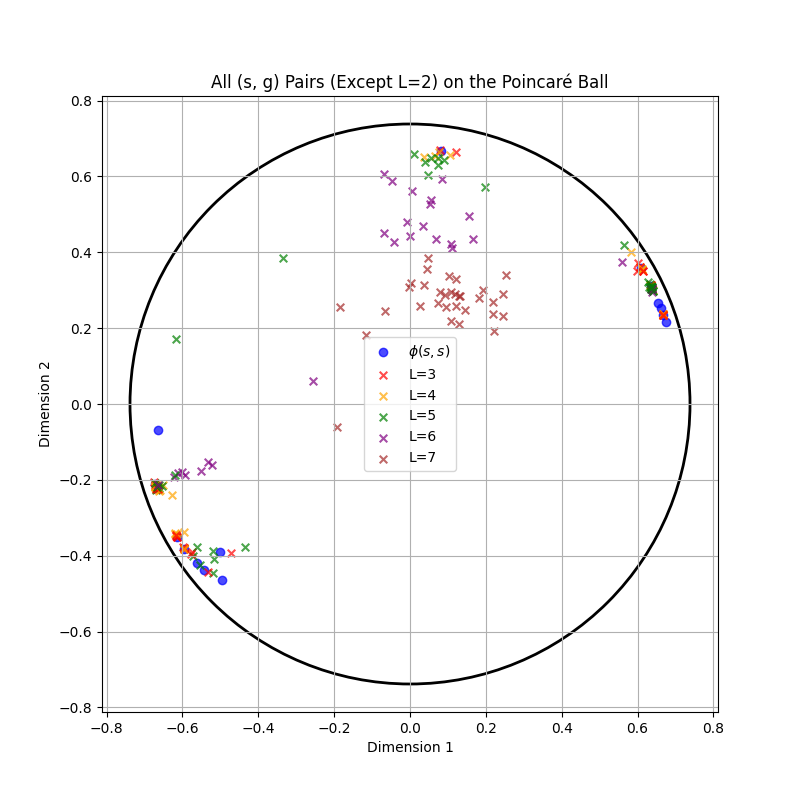 All (s, g) Pairs (Except L=2) on the Poincaré Ball
0.8
0.6
0.4
0.2
0.0
−0.2
−0.4
−0.6
−0.8
Dimension 2
ϕ(s, s)
L=3
L=4
L=5
L=6
L=7
−0.8 −0.6 −0.4 −0.2 0.0 0.2 0.4 0.6 0.8
Dimension 1